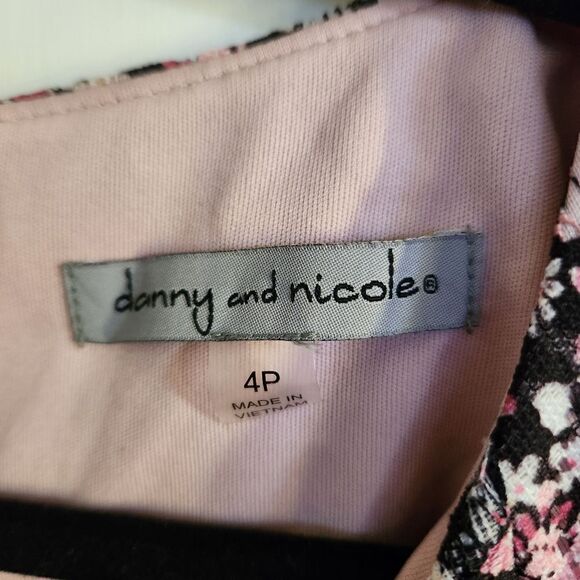 danny and nicole®
4P
MADE IN
VIETNAM